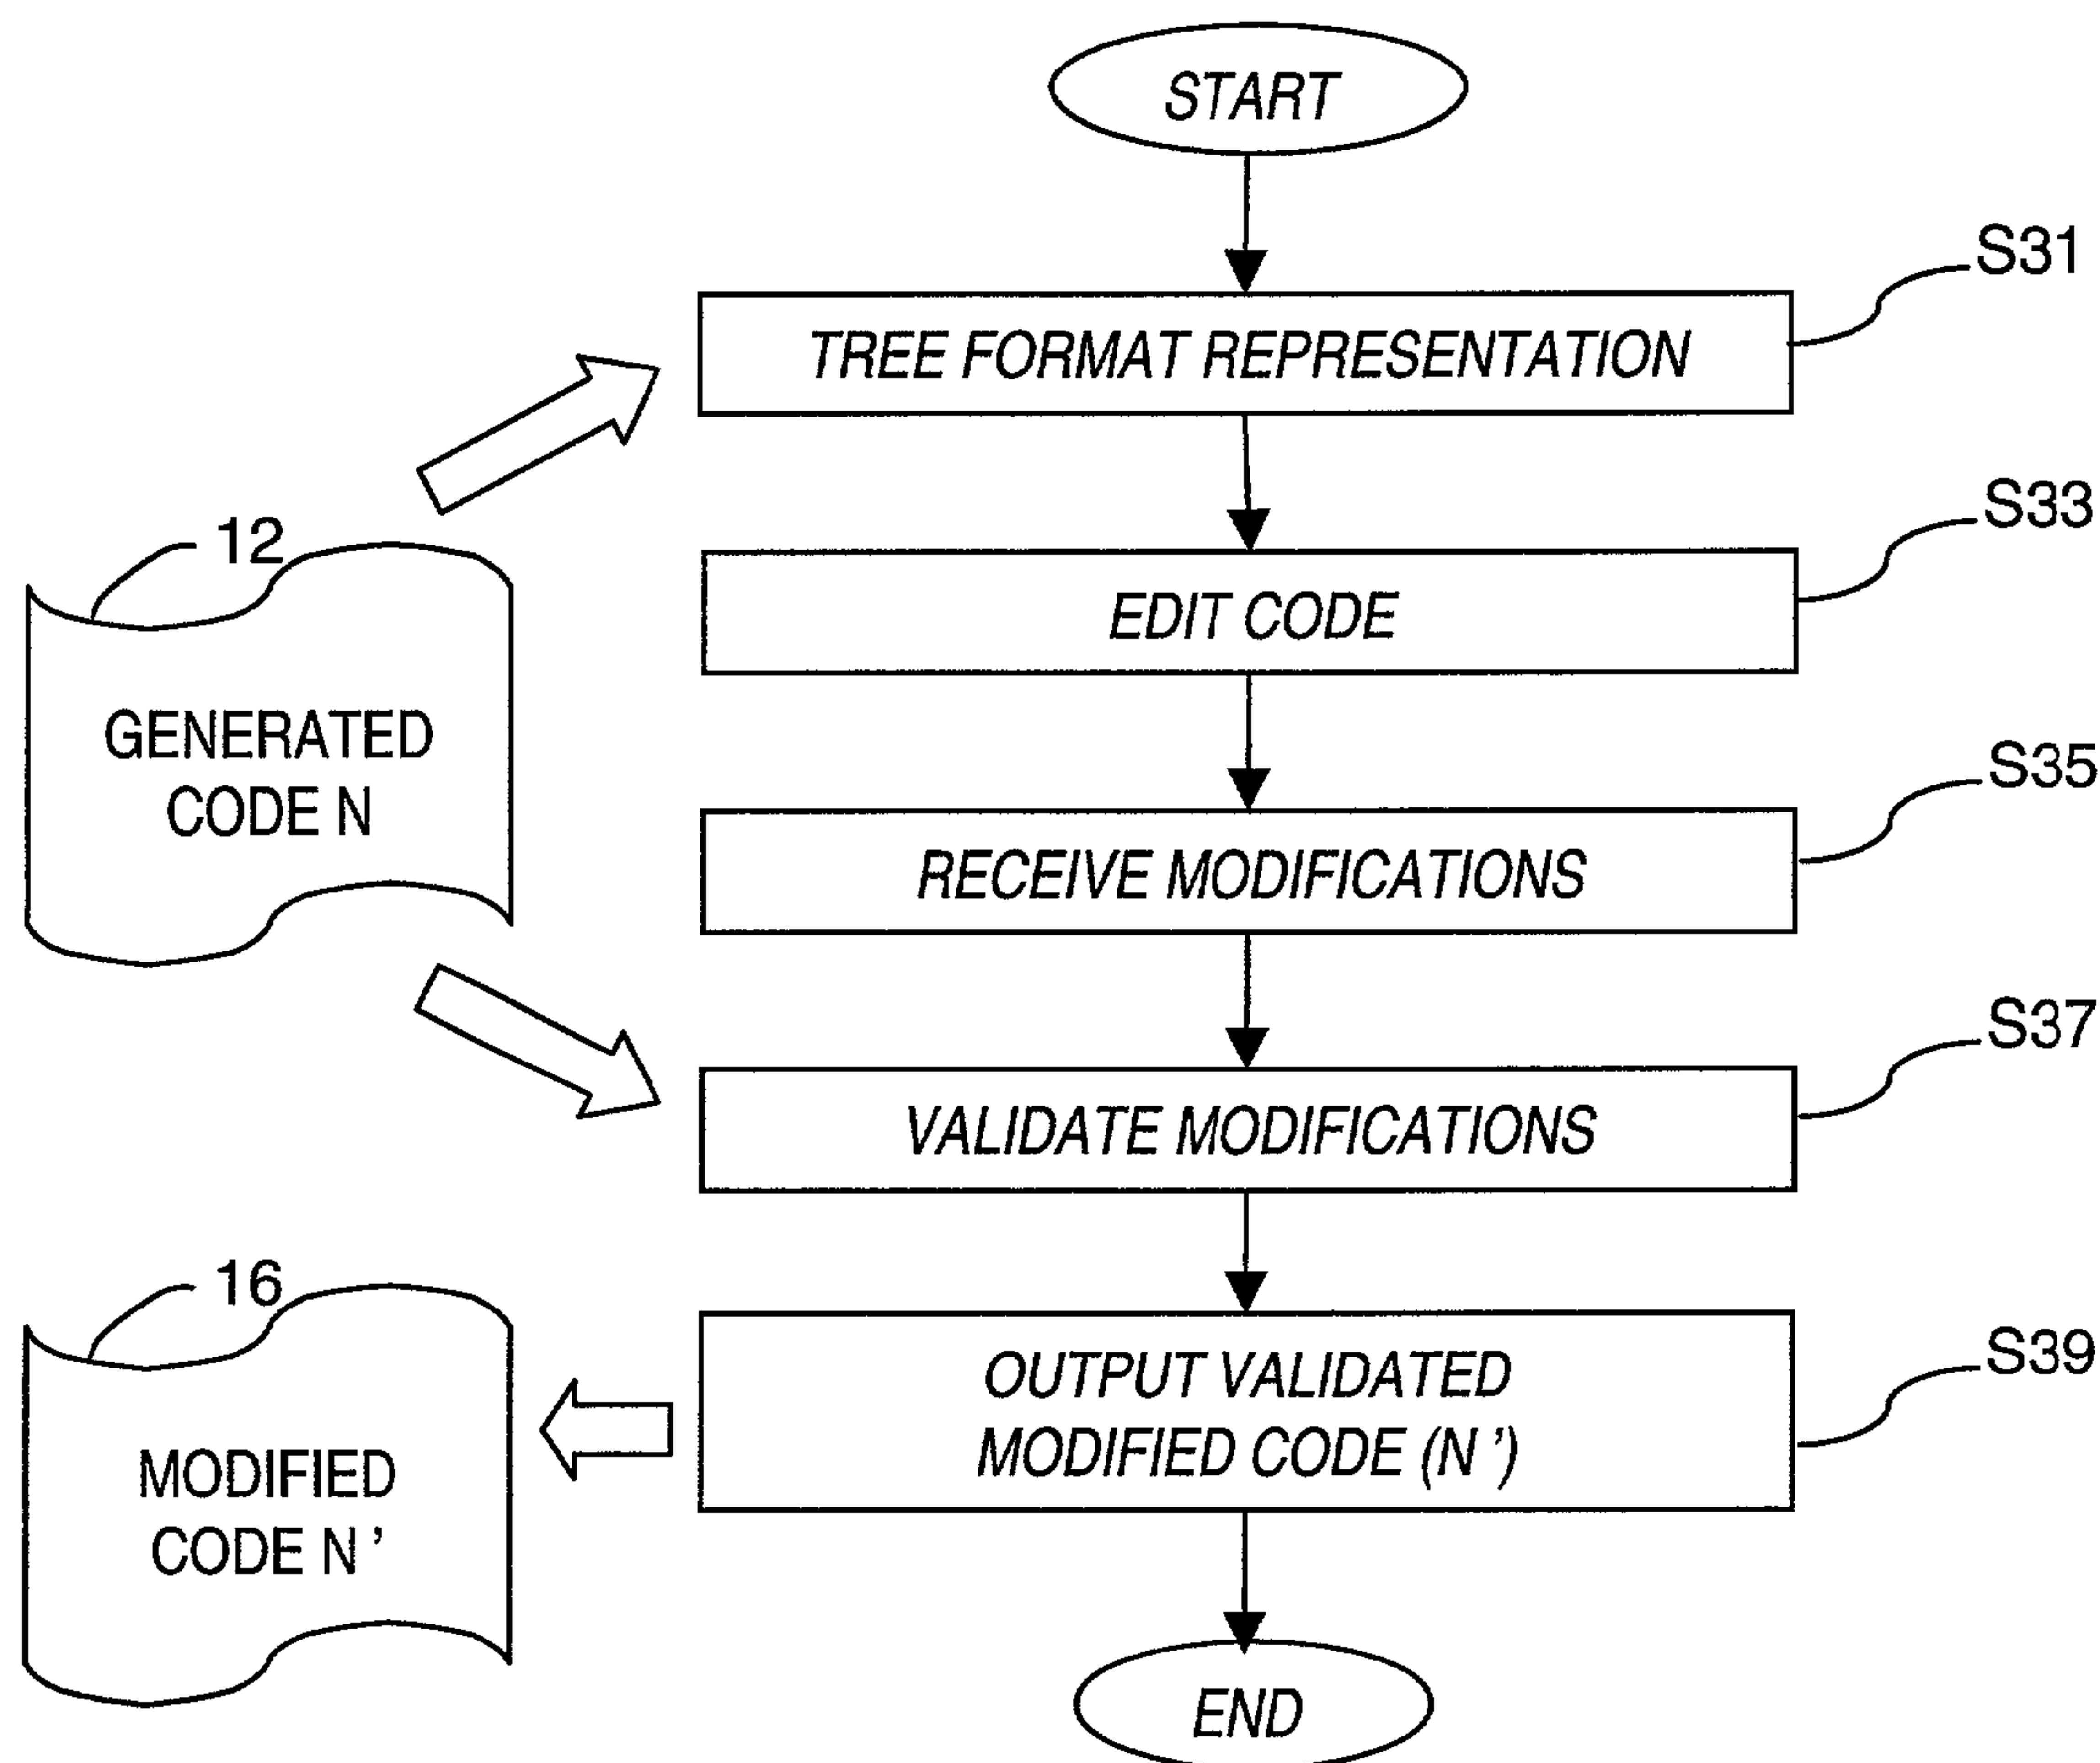 START
S31
TREE FORMAT REPRESENTATION
S33
12
EDIT CODE
GENERATED
CODE N
S35
RECEIVE MODIFICATIONS
S37
VALIDATE MODIFICATIONS
16
S39
OUTPUT VALIDATED
MODIFIED CODE (N ')
MODIFIED
CODE N '
END